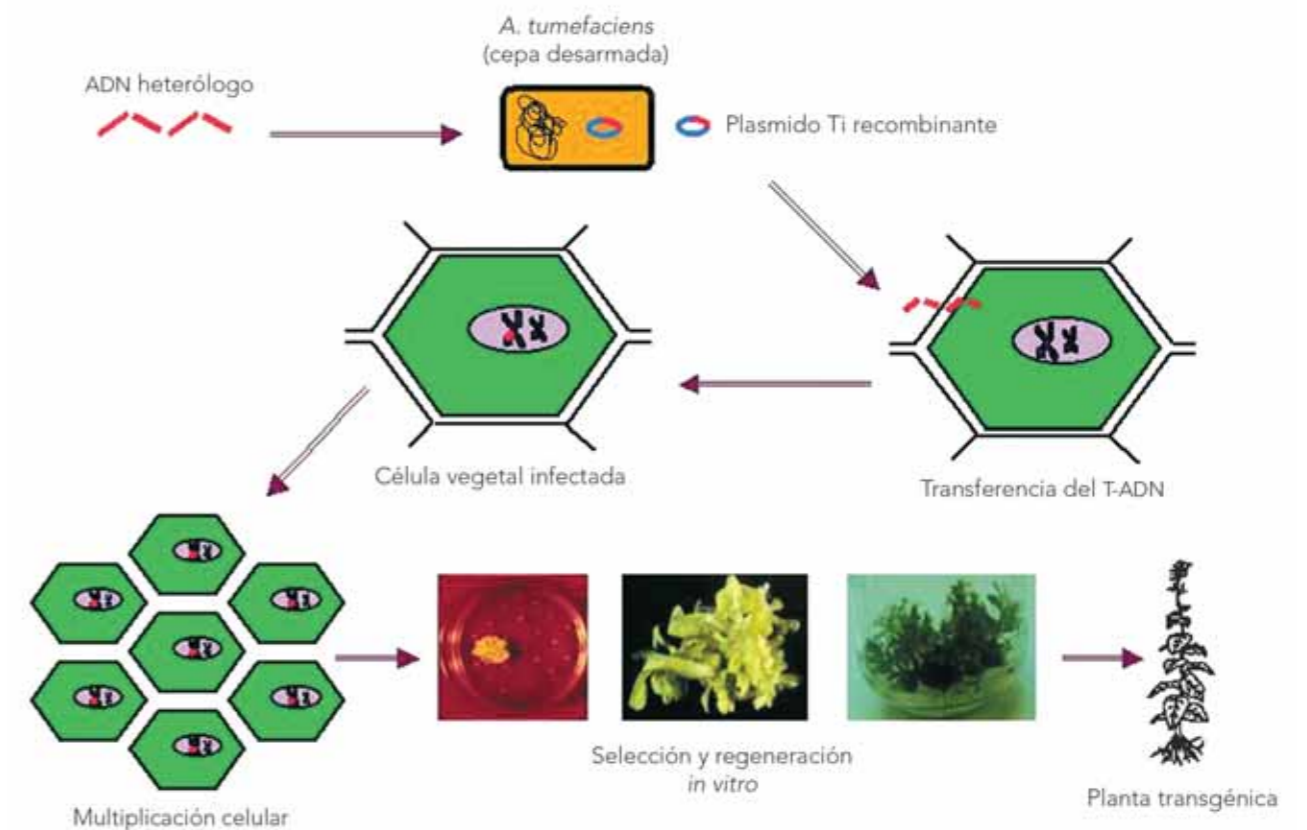 A. tumefaciens
(cepa desarmada)
ADN heterólogo
Plasmido Ti recombinante
Célula vegetal infectada
Transferencia del T-ADN
Selección y regeneración
in vitro
Multiplicación celular
Planta transgénica